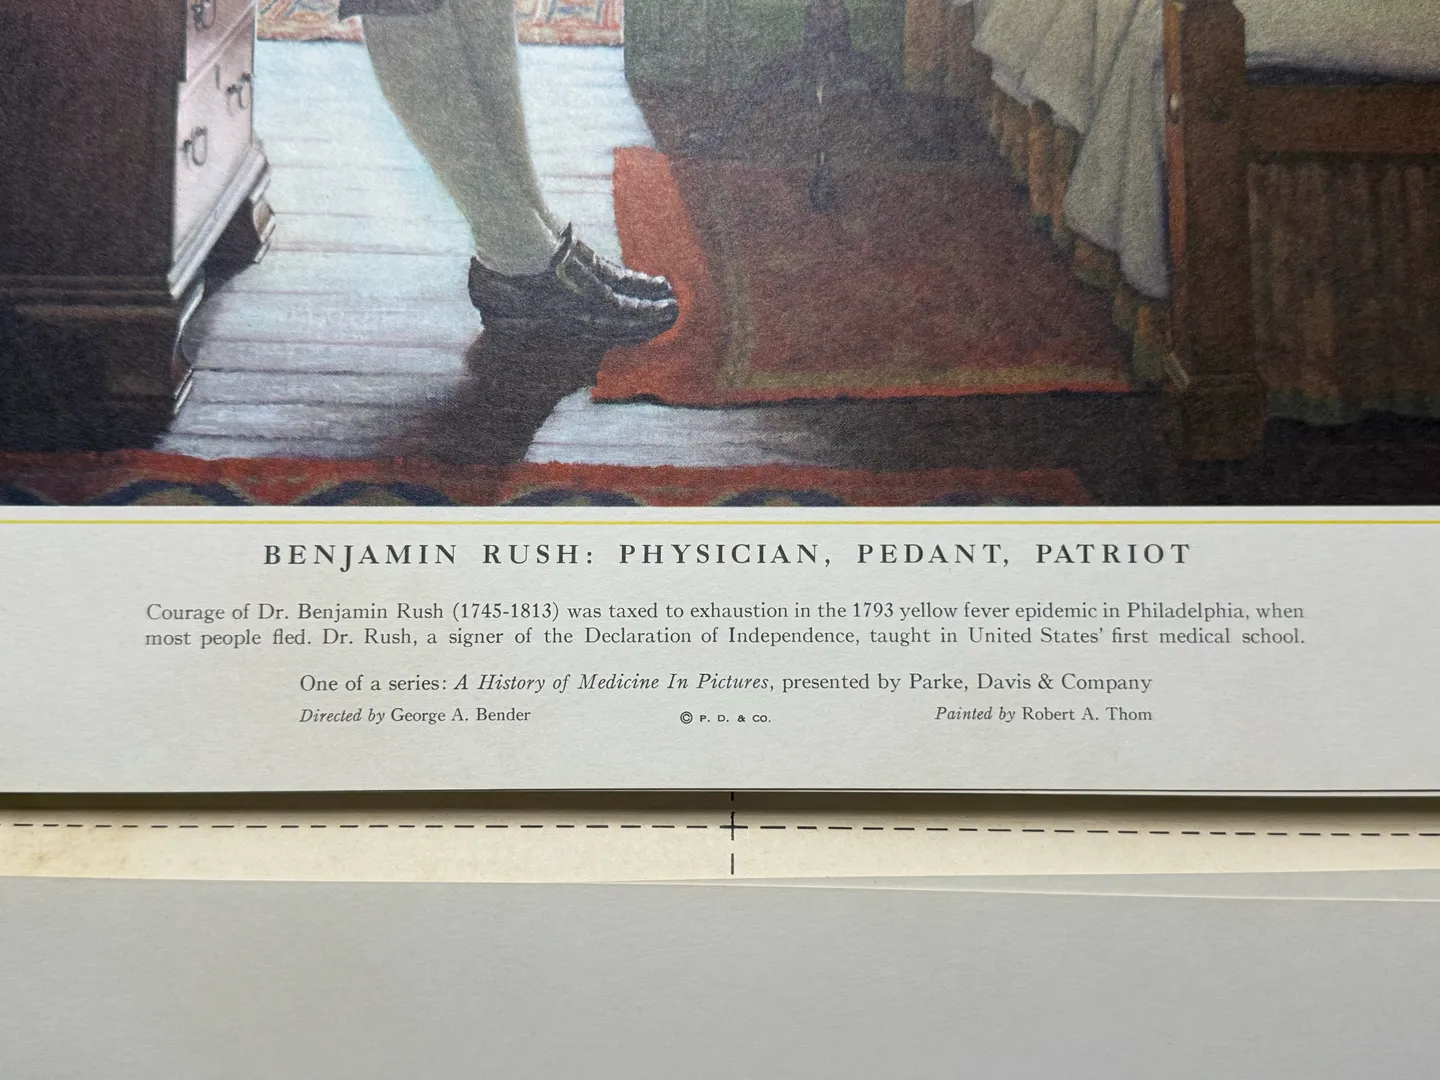 BENJAMIN RUSH: PHYSICIAN, PEDANT, PATRIOT
Courage of Dr. Benjamin Rush (1745-1813) was taxed to exhaustion in the 1793 yellow fever epidemic in Philadelphia, when
most people fled. Dr. Rush, a signer of the Declaration of Independence, taught in United States' first medical school.
One of a series: A History of Medicine In Pictures, presented by Parke, Davis & Company
Directed by George A. Bender © P. D. & CO. Painted by Robert A. Thom